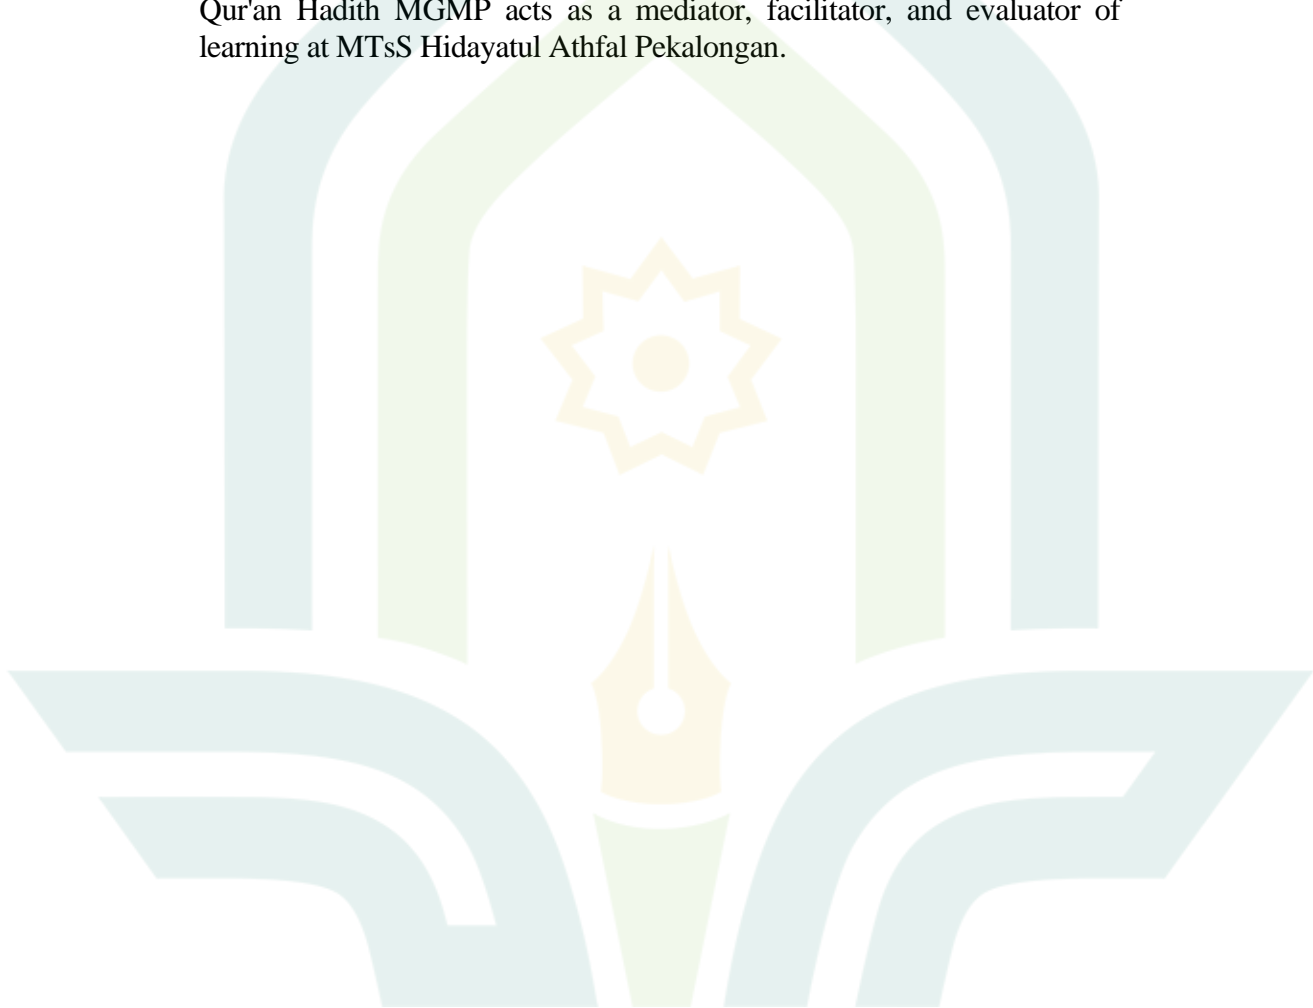 Qur'an Hadith MGMP acts as a mediator, facilitator, and evaluator of
learning at MTsS Hidayatul Athfal Pekalongan.